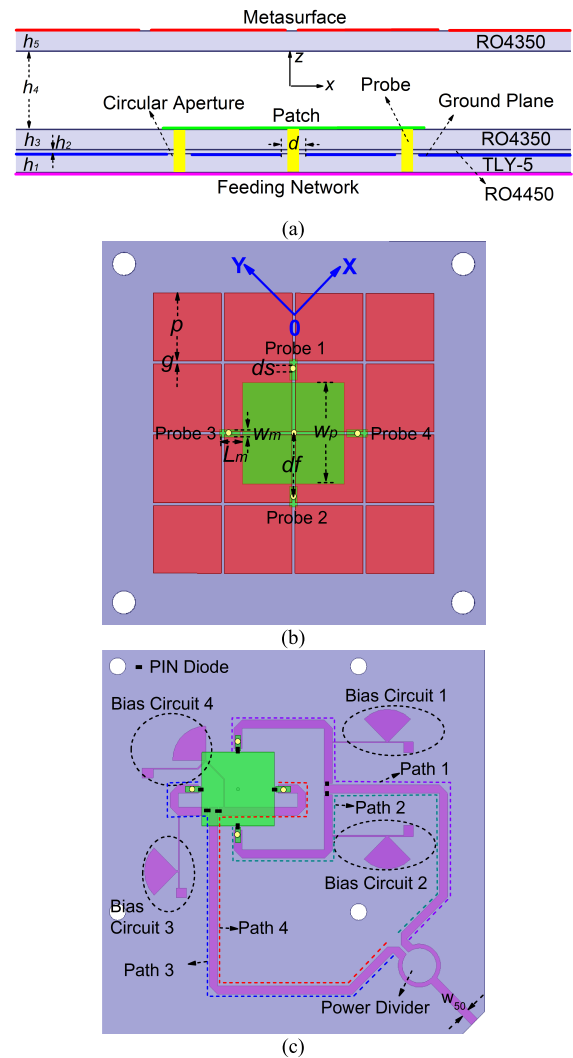 Metasurface
h5
RO4350
z
h4
x
Probe
Circular Aperture
Patch
Ground Plane
h3
h2
d
RO4350
h1
TLY-5
Feeding Network
RO4450
(a)
Y
X
0
p
g
Probe 1
ds
Probe 3
wm
wp
Probe 4
Lm
df
Probe 2
(b)
PIN Diode
Bias Circuit 4
Bias Circuit 1
Path 1
Path 2
Bias Circuit 2
Bias
Circuit 3
Path 4
Path 3
Power Divider
W50
(c)